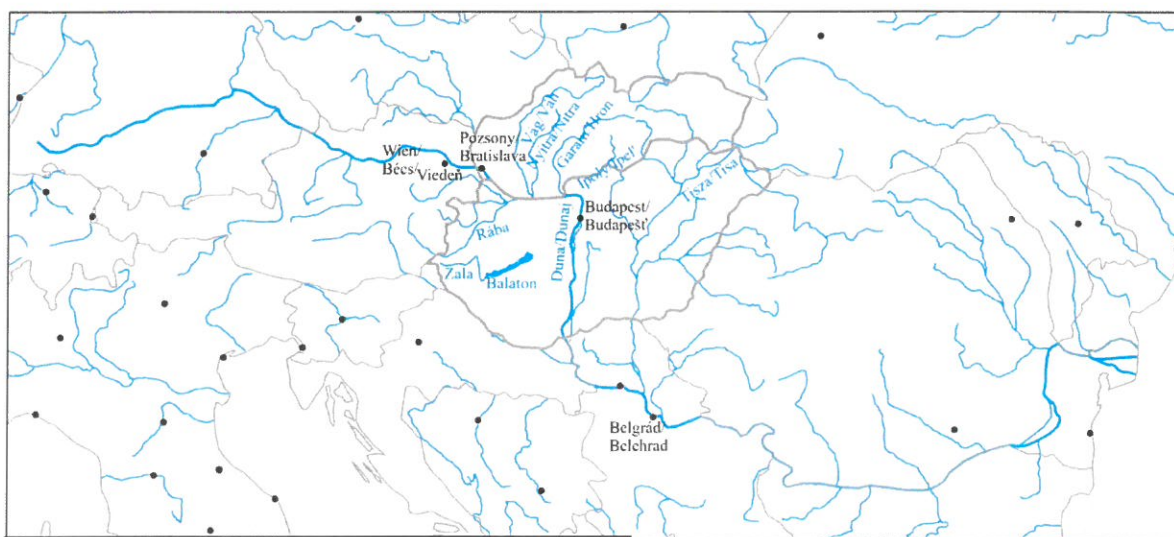 Vág/Váh
Nyitra/Nitra
Garam/Hron
Pozsony/
Bratislava
Wien/
Bécs/
Viedeň
Ipoly/Ipeľ
Tisza/Tisa
Budapest/
Budapešť
Duna/Dunaj
Rába
Zala
Balaton
Belgrád/
Belehrad